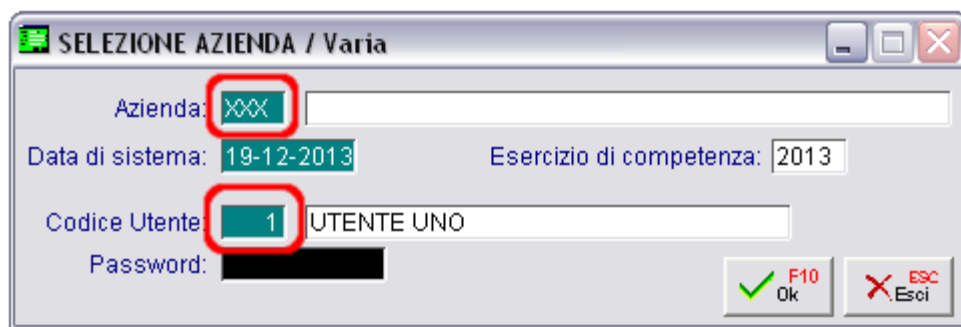 SELEZIONE AZIENDA / Varia
Azienda: XXX
Data di sistema: 19-12-2013 Esercizio di competenza: 2013
Codice Utente: 1 UTENTE UNO
Password:
F10 Ok ESC Esci